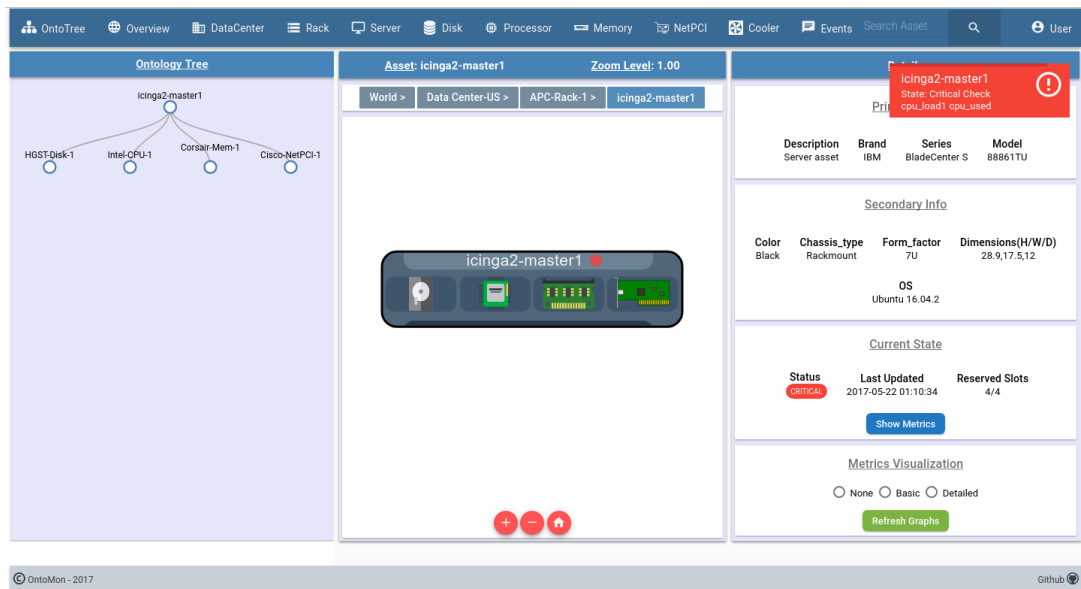 OntoTree Overview DataCenter Rack Server Disk Processor Memory NetPCI Cooler Events Search Asset User
Ontology Tree
icinga2-master1
HGST-Disk-1 Intel-CPU-1 Corsair-Mem-1 Cisco-NetPCI-1
Asset: icinga2-master1 Zoom Level: 1.00
World > Data Center-US > APC-Rack-1 > icinga2-master1
icinga2-master1
icinga2-master1
State: Critical Check
cpu_load1 cpu_used
Description Brand Series Model
Server asset IBM BladeCenter S 88861TU
Secondary Info
Color Chassis_type Form_factor Dimensions(H/W/D)
Black Rackmount 7U 28.9,17.5,12
OS
Ubuntu 16.04.2
Current State
Status Last Updated Reserved Slots
CRITICAL 2017-05-22 01:10:34 4/4
Show Metrics
Metrics Visualization
None Basic Detailed
Refresh Graphs
© OntoMon - 2017 Github